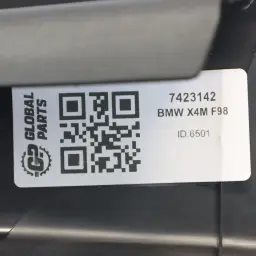 GLOBAL
PARTS
7423142
BMW X4M F98
ID.6501